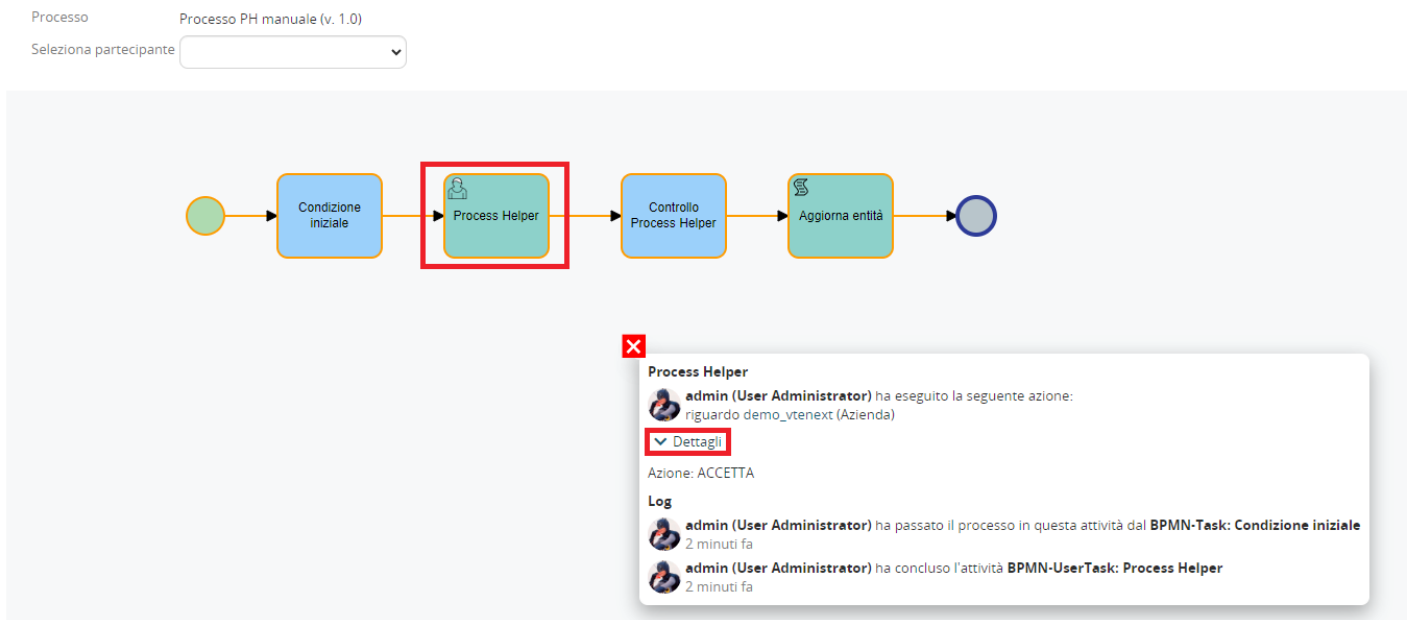 Processo Processo PH manuale (v. 1.0)
Seleziona partecipante
Condizione
iniziale
Process Helper
Controllo
Process Helper
Aggiorna entità
Process Helper
admin (User Administrator) ha eseguito la seguente azione:
riguardo demo_vtenext (Azienda)
Dettagli
Azione: ACCETTA
Log
admin (User Administrator) ha passato il processo in questa attività dal BPMN-Task: Condizione iniziale
2 minuti fa
admin (User Administrator) ha concluso l'attività BPMN-UserTask: Process Helper
2 minuti fa